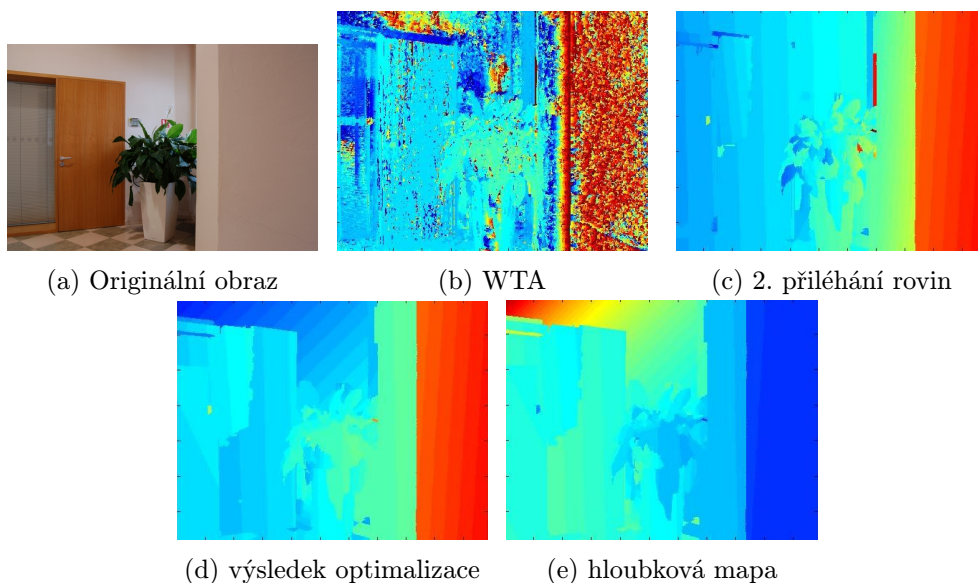 (a) Originální obraz
(b) WTA
(c) 2. přiléhání rovin
(d) výsledek optimalizace
(e) hloubková mapa